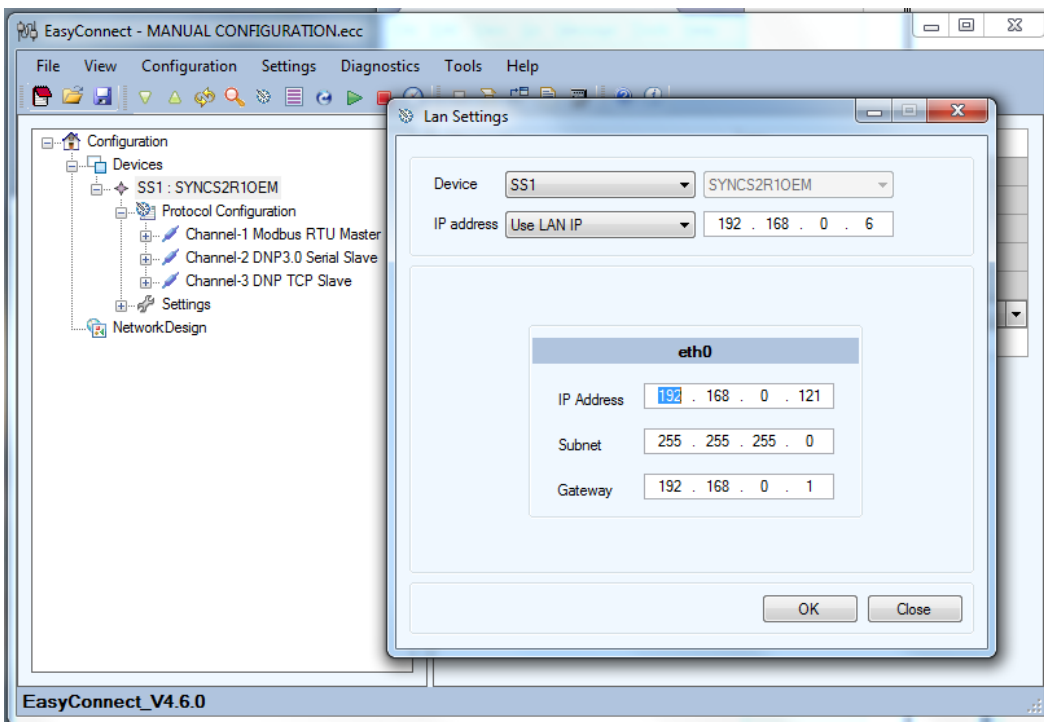 EasyConnect - MANUAL CONFIGURATION.ecc
File View Configuration Settings Diagnostics Tools Help
Configuration
Devices
SS1 : SYNCS2R1OEM
Protocol Configuration
Channel-1 Modbus RTU Master
Channel-2 DNP3.0 Serial Slave
Channel-3 DNP TCP Slave
Settings
NetworkDesign
Lan Settings
Device SS1 SYNCS2R1OEM
IP address Use LAN IP 192 . 168 . 0 . 6
eth0
IP Address 192 . 168 . 0 . 121
Subnet 255 . 255 . 255 . 0
Gateway 192 . 168 . 0 . 1
OK Close
EasyConnect_V4.6.0